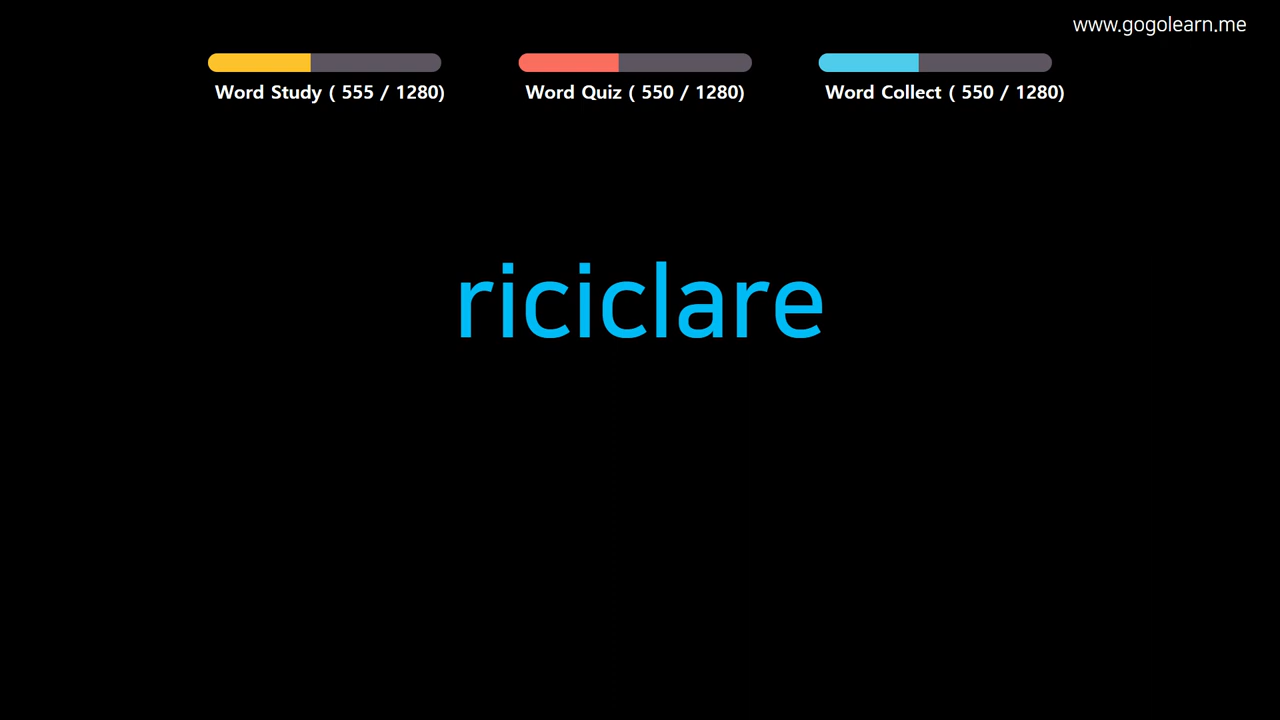 www.gogolearn.me
Word Study ( 555 / 1280)
Word Quiz ( 550 / 1280)
Word Collect ( 550 / 1280)
riciclare